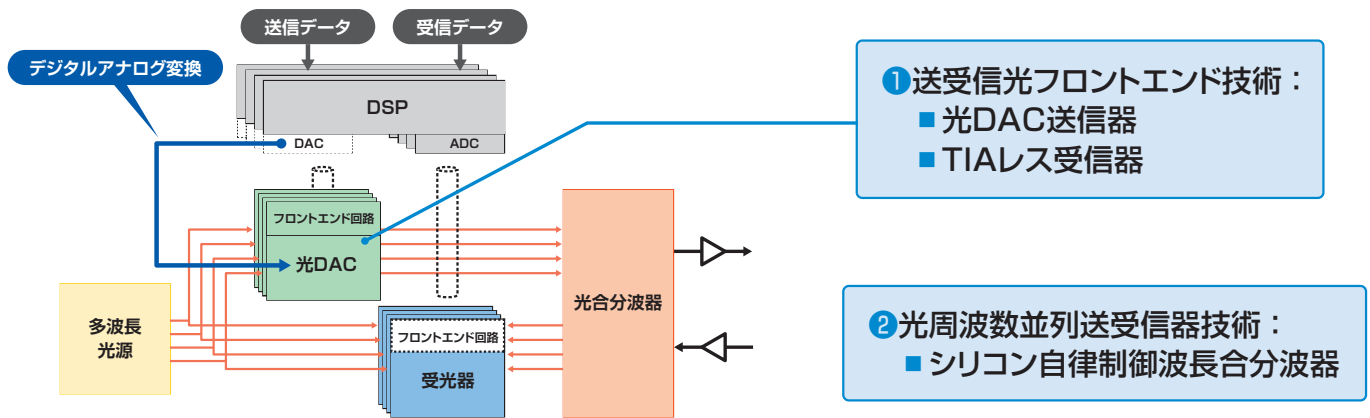 送信データ
受信データ
デジタルアナログ変換
DSP
DAC
ADC
フロントエンド回路
光DAC
多波長
光源
フロントエンド回路
受光器
光合分波器
❶送受信光フロントエンド技術：
■ 光DAC送信器
■ TIAレス受信器
❷光周波数並列送受信器技術：
■ シリコン自律制御波長合分波器